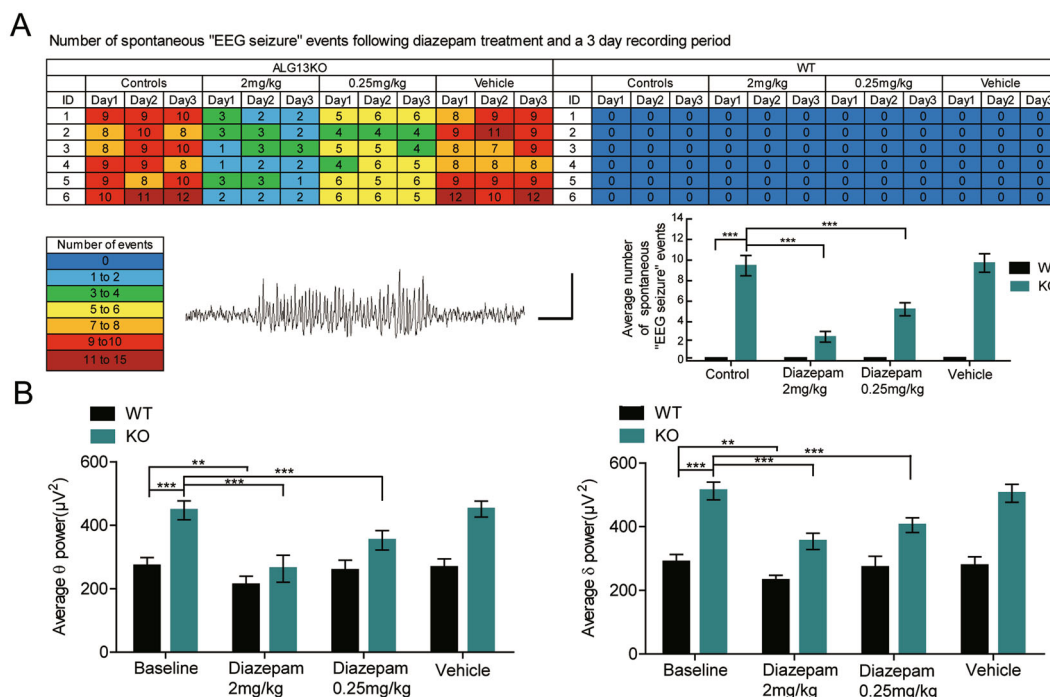 A
Number of spontaneous "EEG seizure" events following diazepam treatment and a 3 day recording period
ALG13KO WT
Controls 2mg/kg 0.25mg/kg Vehicle Controls 2mg/kg 0.25mg/kg Vehicle
ID Day1 Day2 Day3 Day1 Day2 Day3 Day1 Day2 Day3 Day1 Day2 Day3 ID Day1 Day2 Day3 Day1 Day2 Day3 Day1 Day2 Day3 Day1 Day2 Day3
1 9 9 10 3 2 2 5 6 6 8 9 9 1 0 0 0 0 0 0 0 0 0 0 0 0
2 8 10 8 3 3 2 4 4 4 9 11 9 2 0 0 0 0 0 0 0 0 0 0 0 0
3 8 9 10 1 3 3 5 5 4 8 7 9 3 0 0 0 0 0 0 0 0 0 0 0 0
4 9 9 8 1 2 2 4 6 5 8 8 8 4 0 0 0 0 0 0 0 0 0 0 0 0
5 9 8 10 3 3 1 6 5 6 9 9 9 5 0 0 0 0 0 0 0 0 0 0 0 0
6 10 11 12 2 2 2 6 6 5 12 10 12 6 0 0 0 0 0 0 0 0 0 0 0 0
Number of events
0
1 to 2
3 to 4
5 to 6
7 to 8
9 to10
11 to 15
Average number
of spontaneous
"EEG seizure" events
14
12
10
8
6
4
2
0
***
***
***
W
KO
Control Diazepam Diazepam Vehicle
2mg/kg 0.25mg/kg
B
WT
KO
Average θ power(µV²)
600
400
200
0
**
***
***
***
Baseline Diazepam Diazepam Vehicle
2mg/kg 0.25mg/kg
WT
KO
Average δ power(µV²)
600
400
200
0
**
***
***
***
Baseline Diazepam Diazepam Vehicle
2mg/kg 0.25mg/kg